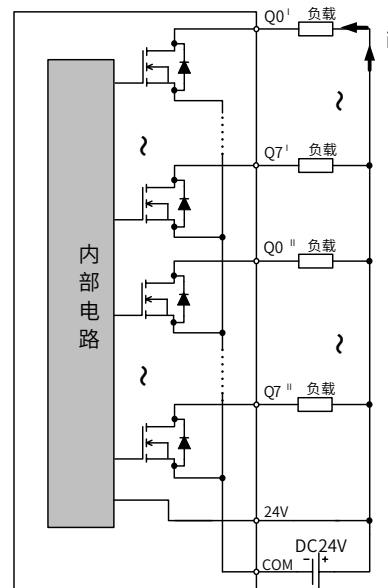 Q0 I 负载
i
Q7 I 负载
内部电路
Q0 II 负载
Q7 II 负载
24V
DC24V
- +
COM